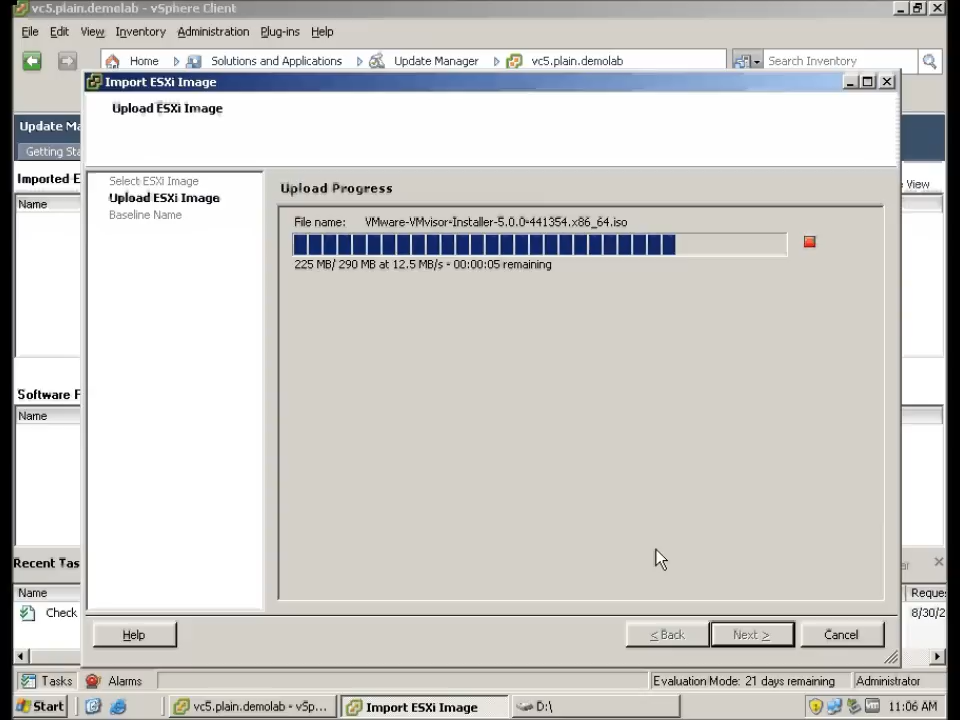 vc5.plain.demolab - vSphere Client
File Edit View Inventory Administration Plug-ins Help
Home Solutions and Applications Update Manager vc5.plain.demolab Search Inventory
Import ESXi Image
Upload ESXi Image
Update Ma
Getting Sta
Imported E
View
Name
Select ESXi Image
Upload ESXi Image
Baseline Name
Upload Progress
File name: VMware-VMvisor-Installer-5.0.0-441354.x86_64.iso
225 MB/ 290 MB at 12.5 MB/s - 00:00:05 remaining
Software F
Name
Recent Tas
ar
Name
Reque
Check
8/30/2
Help < Back Next > Cancel
Tasks Alarms Evaluation Mode: 21 days remaining Administrator
Start vc5.plain.demolab - vSp... Import ESXi Image D:\ 11:06 AM